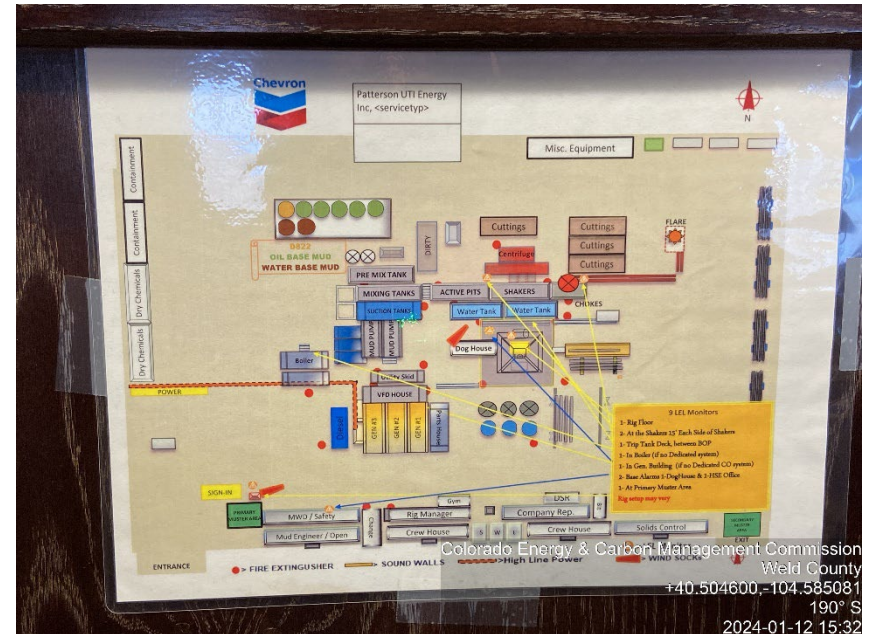 Chevron
Patterson UTI Energy
Inc, <servicetyp>
N
Misc. Equipment
Containment
Containment
Dry Chemicals
Dry Chemicals
D822
OIL BASE MUD
WATER BASE MUD
DIRTY
Cuttings
Cuttings
Cuttings
Cuttings
Centrifuge
FLARE
PRE MIX TANK
MIXING TANKS
ACTIVE PITS
SHAKERS
CHOKES
SUCTION TANKS
Water Tank
Water Tank
MUD PUMP
MUD PUMP
Dog House
Boiler
Utility Skid
POWER
VFD HOUSE
Diesel
GEN #3
GEN #2
GEN #1
Parts House
9 LEL Monitors
1- Rig Floor
2- At the Shakers 15' Each Side of Shakers
1- Trip Tank Deck, between BOP
1- In Boiler (if no Dedicated system)
1- In Gen. Building (if no Dedicated CO system)
2- Base Alarms 1-DogHouse & 1-HSE Office
1- At Primary Muster Area
Rig setup may vary
SIGN-IN
PRIMARY
MUSTER AREA
MWD / Safety
Mud Engineer / Open
Change
Gym
Rig Manager
Crew House
S
W
DSR
Company Rep.
Crew House
Solids Control
SECONDARY
MUSTER
AREA
EXIT
ENTRANCE
> FIRE EXTINGUISHER
> SOUND WALLS
>High Line Power
> WIND SOCKS
Colorado Energy & Carbon Management Commission
Weld County
+40.504600,-104.585081
190° S
2024-01-12 15:32